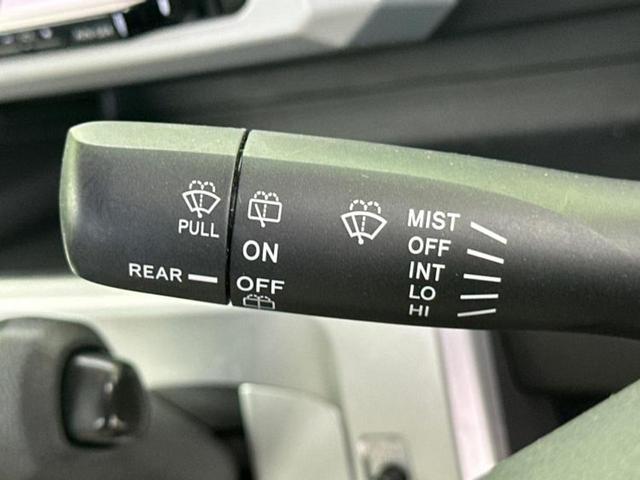 PULL
REAR
ON
OFF
MIST
OFF
INT
LO
HI